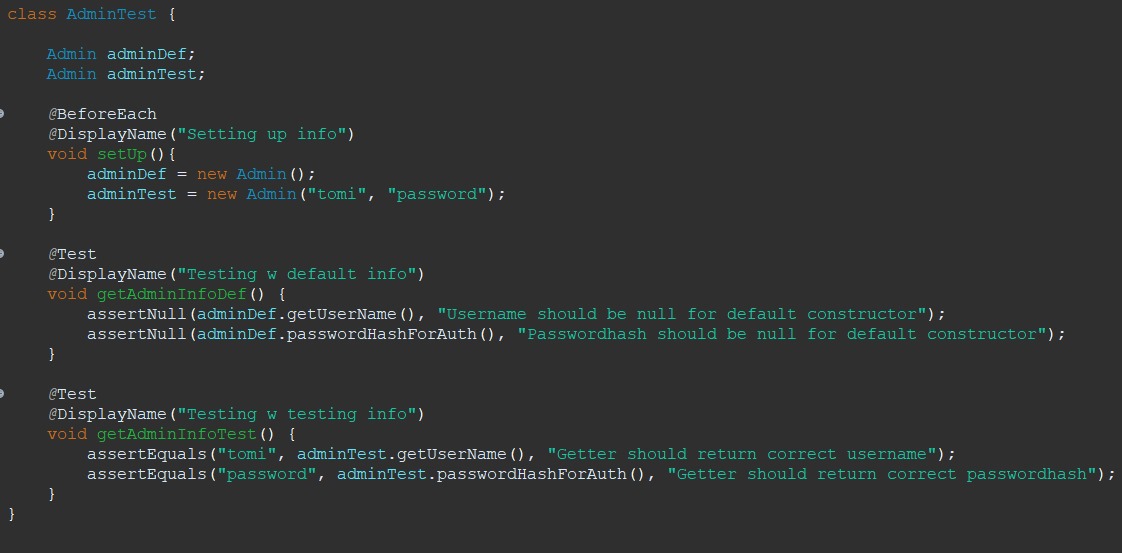 class AdminTest {
Admin adminDef;
Admin adminTest;
@BeforeEach
@DisplayName("Setting up info")
void setUp(){
adminDef = new Admin();
adminTest = new Admin("tomi", "password");
}
@Test
@DisplayName("Testing w default info")
void getAdminInfoDef() {
assertNull(adminDef.getUserName(), "Username should be null for default constructor");
assertNull(adminDef.passwordHashForAuth(), "Passwordhash should be null for default constructor");
}
@Test
@DisplayName("Testing w testing info")
void getAdminInfoTest() {
assertEquals("tomi", adminTest.getUserName(), "Getter should return correct username");
assertEquals("password", adminTest.passwordHashForAuth(), "Getter should return correct passwordhash");
}
}